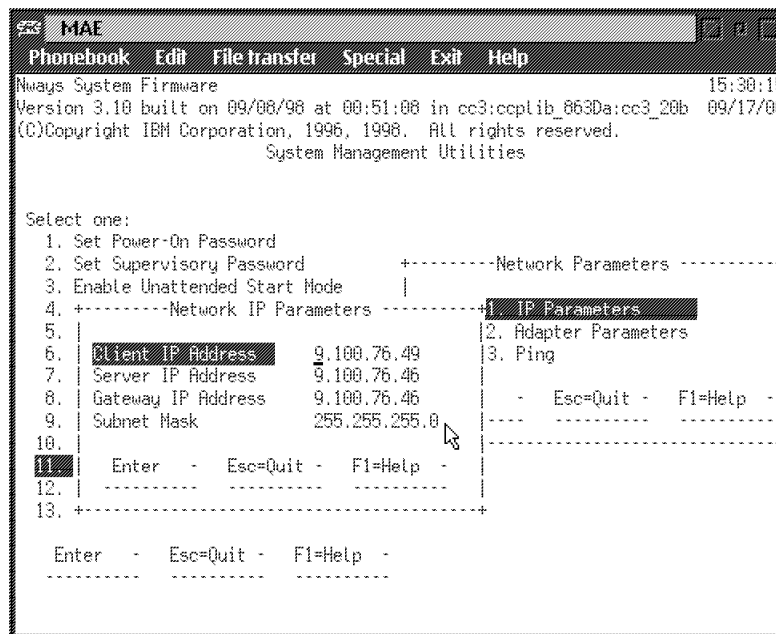 MAE
Phonebook Edit File transfer Special Exit Help
Nways System Firmware 15:30:1
Version 3.10 built on 09/08/98 at 00:51:08 in cc3:ccplib_863Da:cc3_20b 09/17/0
(C)Copyright IBM Corporation, 1996, 1998. All rights reserved.
System Management Utilities
Select one:
1. Set Power-On Password
2. Set Supervisory Password
3. Enable Unattended Start Mode
4.
5.
6.
7.
8.
9.
10.
11.
12.
13.
Network Parameters
1. IP Parameters
2. Adapter Parameters
3. Ping
- Esc=Quit - F1=Help -
Network IP Parameters
Client IP Address 9.100.76.49
Server IP Address 9.100.76.46
Gateway IP Address 9.100.76.46
Subnet Mask 255.255.255.0
Enter - Esc=Quit - F1=Help -
Enter - Esc=Quit - F1=Help -